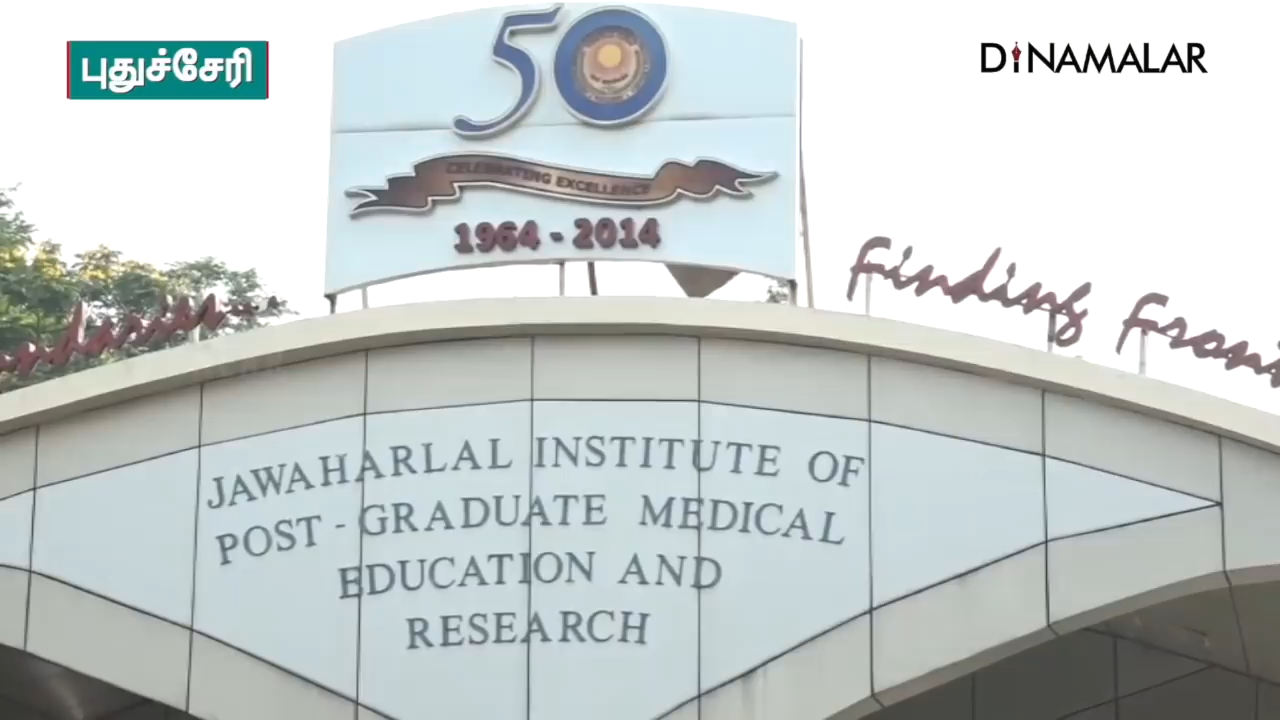 புதுச்சேரி
DINAMALAR
50
CELEBRATING EXCELLENCE
1964 - 2014
Finding
JAWAHARLAL INSTITUTE OF
POST - GRADUATE MEDICAL
EDUCATION AND
RESEARCH